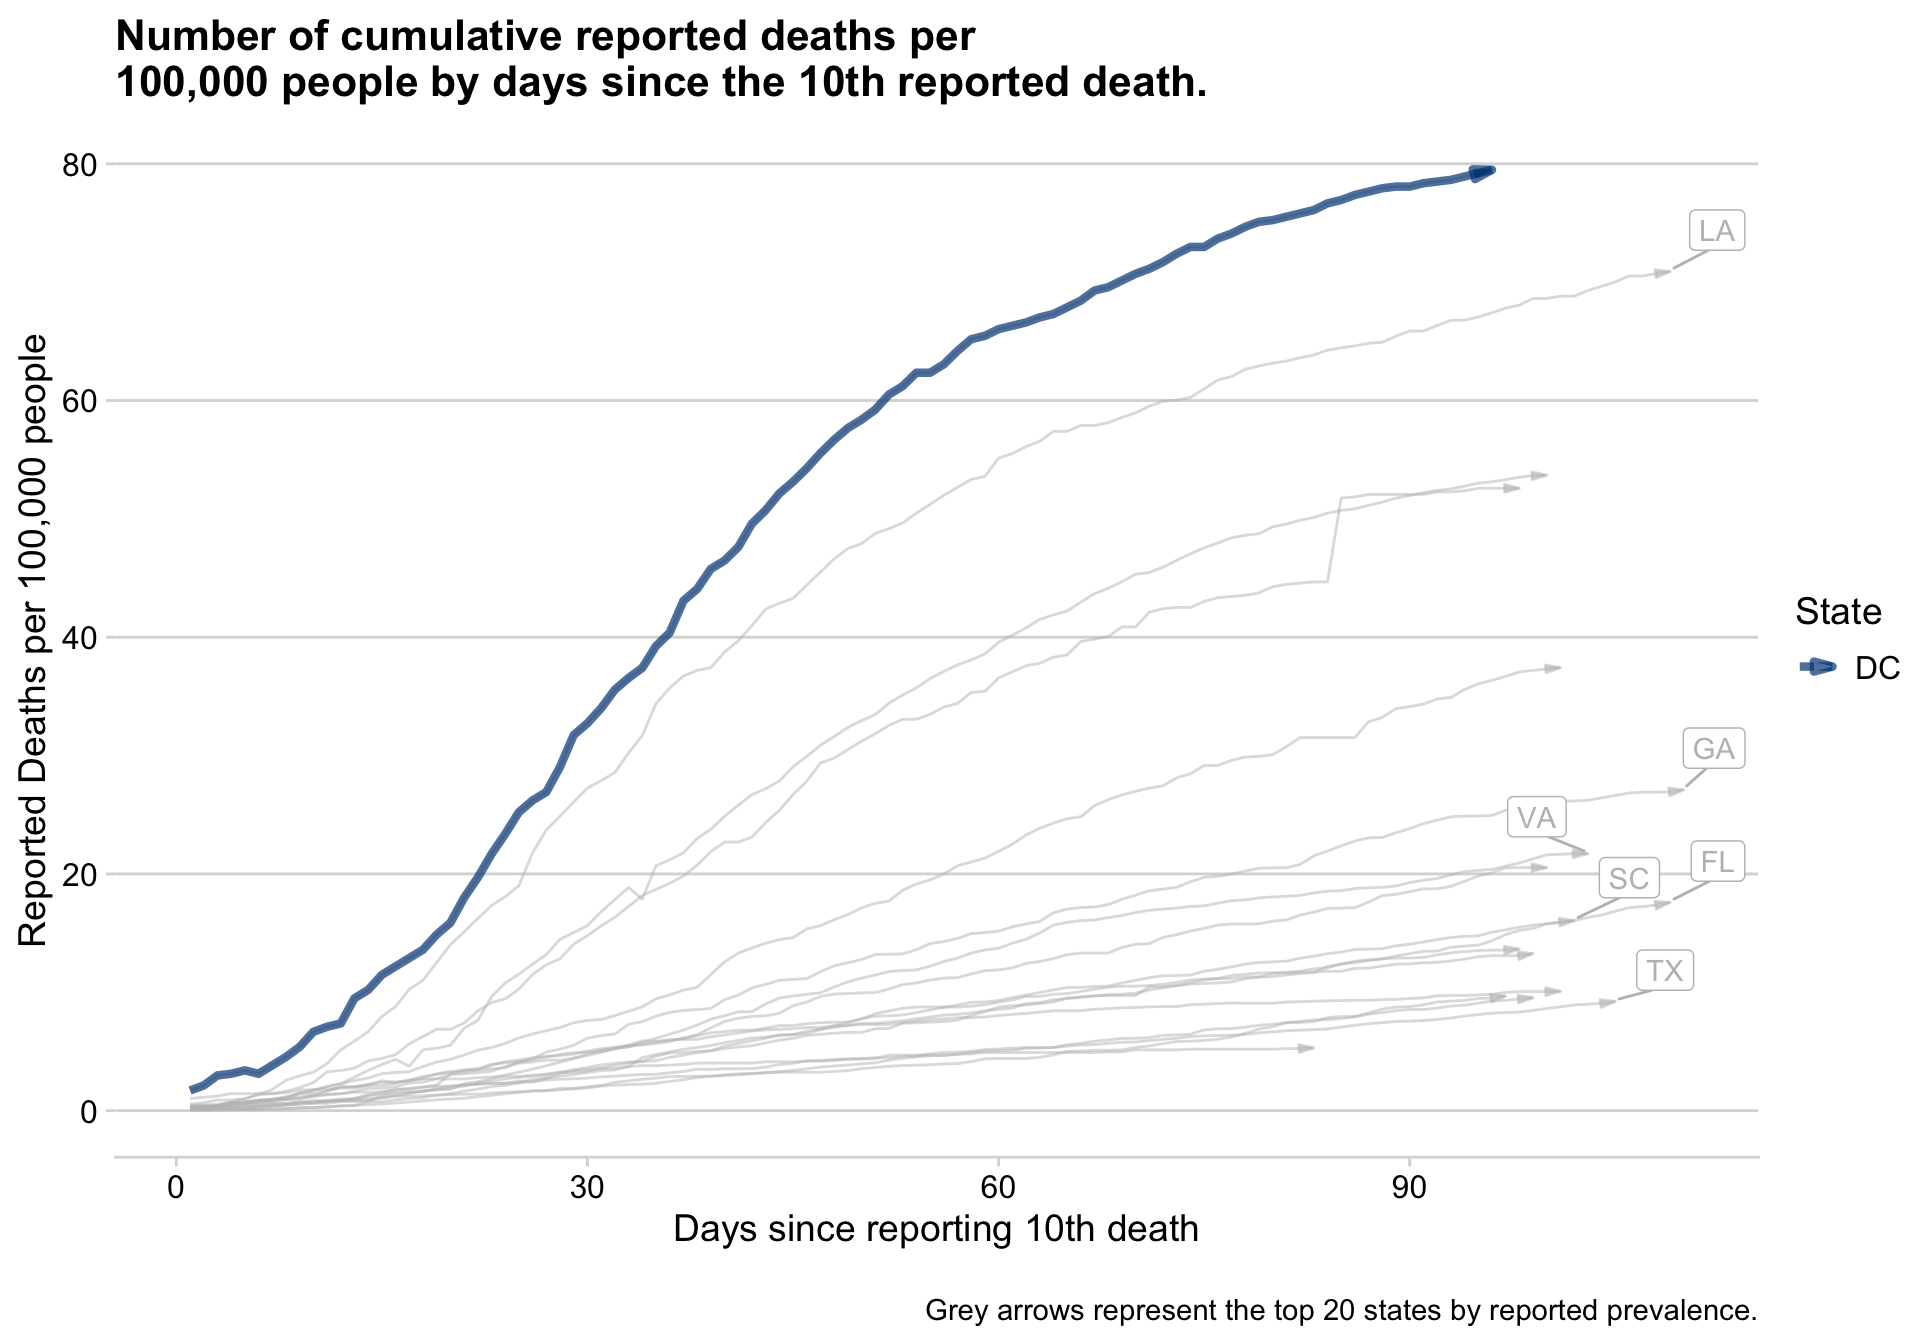 Number of cumulative reported deaths per
100,000 people by days since the 10th reported death.
Reported Deaths per 100,000 people
80
60
40
20
0
LA
GA
VA
FL
SC
TX
State
DC
0
30
60
90
Days since reporting 10th death
Grey arrows represent the top 20 states by reported prevalence.